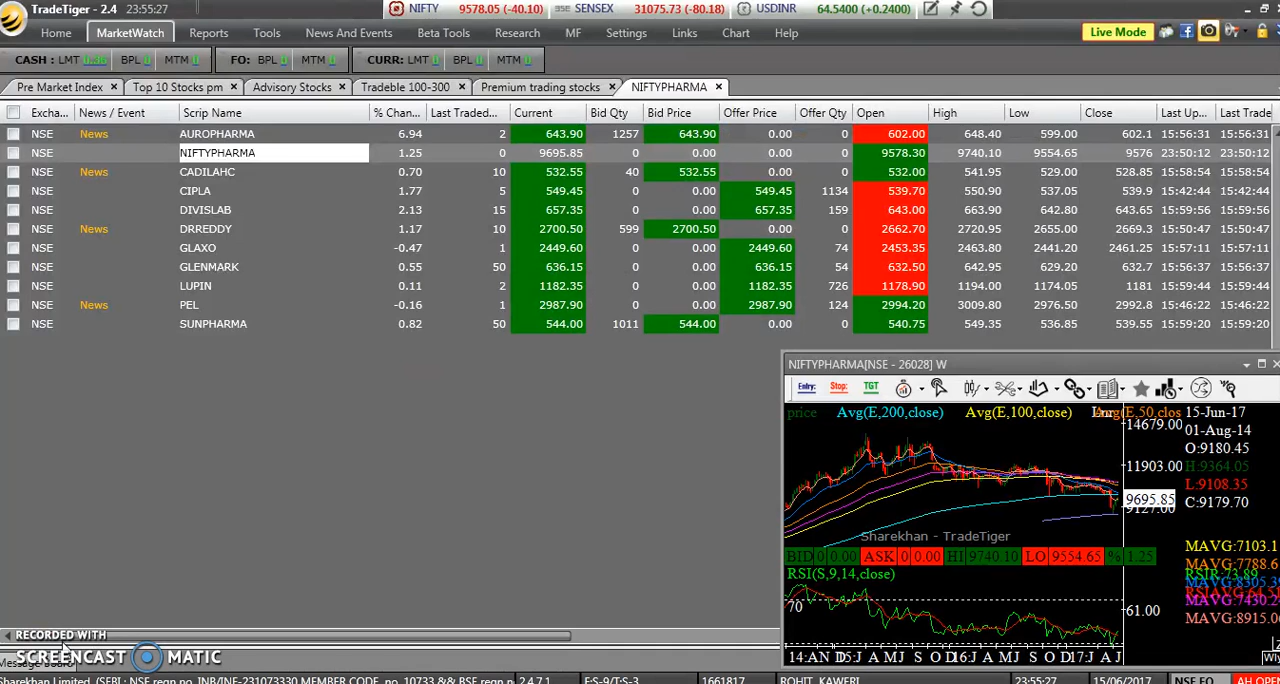 TradeTiger - 2.4 23:55:27 NIFTY 9578.05 (-40.10) BSE SENSEX 31075.73 (-80.18) USDINR 64.5400 (+0.2400)
Home MarketWatch Reports Tools News And Events Beta Tools Research MF Settings Links Chart Help Live Mode
CASH : LMT BPL 0 MTM 0 FO: BPL 0 MTM 0 CURR: LMT 0 BPL 0 MTM 0
Pre Market Index × Top 10 Stocks pm × Advisory Stocks × Tradeble 100-300 × Premium trading stocks × NIFTYPHARMA ×
Excha... News / Event Scrip Name % Chan... Last Traded... Current Bid Qty Bid Price Offer Price Offer Qty Open High Low Close Last Up... Last Trade
NSE News AUROPHARMA 6.94 2 643.90 1257 643.90 0.00 0 602.00 648.40 599.00 602.1 15:56:31 15:56:31
NSE NIFTYPHARMA 1.25 0 9695.85 0 0.00 0.00 0 9578.30 9740.10 9554.65 9576 23:50:12 23:50:12
NSE News CADILAHC 0.70 10 532.55 40 532.55 0.00 0 532.00 541.95 529.00 528.85 15:58:54 15:58:54
NSE CIPLA 1.77 5 549.45 0 0.00 549.45 1134 539.70 550.90 537.05 539.9 15:42:44 15:42:44
NSE DIVISLAB 2.13 15 657.35 0 0.00 657.35 159 643.00 663.90 642.80 643.65 15:59:56 15:59:56
NSE News DRREDDY 1.17 10 2700.50 599 2700.50 0.00 0 2662.70 2720.95 2655.00 2669.3 15:50:47 15:50:47
NSE GLAXO -0.47 1 2449.60 0 0.00 2449.60 74 2453.35 2463.80 2441.20 2461.25 15:57:11 15:57:11
NSE GLENMARK 0.55 50 636.15 0 0.00 636.15 54 632.50 642.95 629.20 632.7 15:56:37 15:56:37
NSE LUPIN 0.11 2 1182.35 0 0.00 1182.35 726 1178.90 1194.00 1174.05 1181 15:59:44 15:59:44
NSE News PEL -0.16 1 2987.90 0 0.00 2987.90 124 2994.20 3009.80 2976.50 2992.8 15:46:22 15:46:22
NSE SUNPHARMA 0.82 50 544.00 1011 544.00 0.00 0 540.75 549.35 536.85 539.55 15:59:20 15:59:20
NIFTYPHARMA[NSE - 26028] W
Entry: Stop: TGT
price Avg(E,200,close) Avg(E,100,close) Avg(E,50,clos 15-Jun-17
14679.00 01-Aug-14
O:9180.45
11903.00 H:9364.05
L:9108.35
9695.85 C:9179.70
9127.00
Sharekhan - TradeTiger
BID 0 0.00 ASK 0 0.00 HI 9740.10 LO 9554.65 % 1.25
MAVG:7103.1
MAVG:7788.6
RSI(S,9,14,close)
MAVG:8305.3
70 61.00
MAVG:7430.2
MAVG:8915.0
14:A N D 15:J A M J S O D 16:J A M J S O D 17:J A J
RECORDED WITH
SCREENCAST MATIC
Message Board
Sharekhan Limited, (SEBI : NSE regn no. INB/INF-231073330 MEMBER CODE no. 10733 && BSE regn 2.4.7.1 F:S-9/T:S-3 1661817 ROHIT KAWERI 23:55:27 15/06/2017 NSE FO AH OPEN